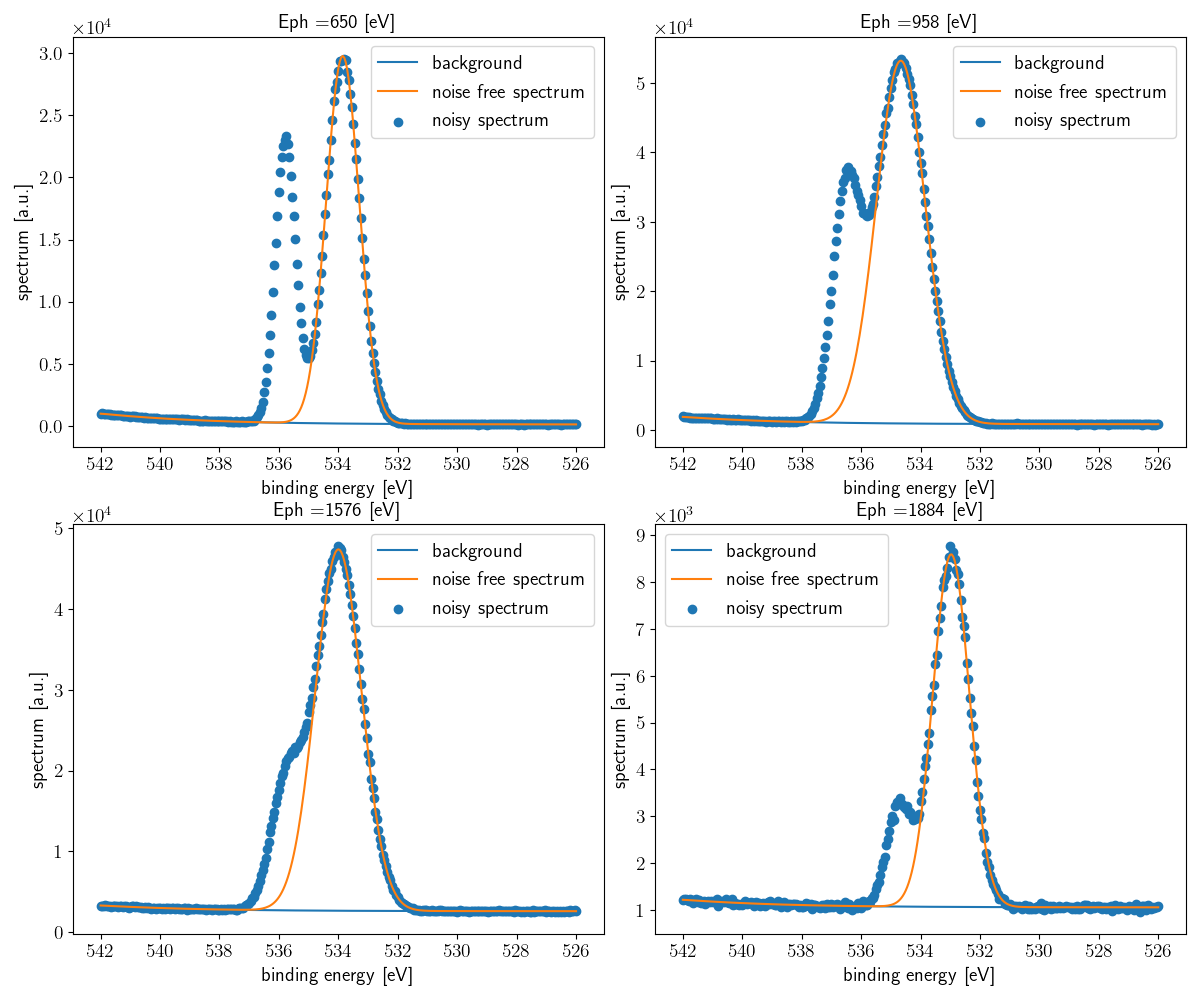 Eph =650 [eV]
×10⁴
3.0
2.5
2.0
1.5
1.0
0.5
0.0
spectrum [a.u.]
background
noise free spectrum
noisy spectrum
542 540 538 536 534 532 530 528 526
binding energy [eV]
Eph =958 [eV]
×10⁴
5
4
3
2
1
0
spectrum [a.u.]
background
noise free spectrum
noisy spectrum
542 540 538 536 534 532 530 528 526
binding energy [eV]
Eph =1576 [eV]
×10⁴
5
4
3
2
1
0
spectrum [a.u.]
background
noise free spectrum
noisy spectrum
542 540 538 536 534 532 530 528 526
binding energy [eV]
Eph =1884 [eV]
×10³
9
8
7
6
5
4
3
2
1
spectrum [a.u.]
background
noise free spectrum
noisy spectrum
542 540 538 536 534 532 530 528 526
binding energy [eV]